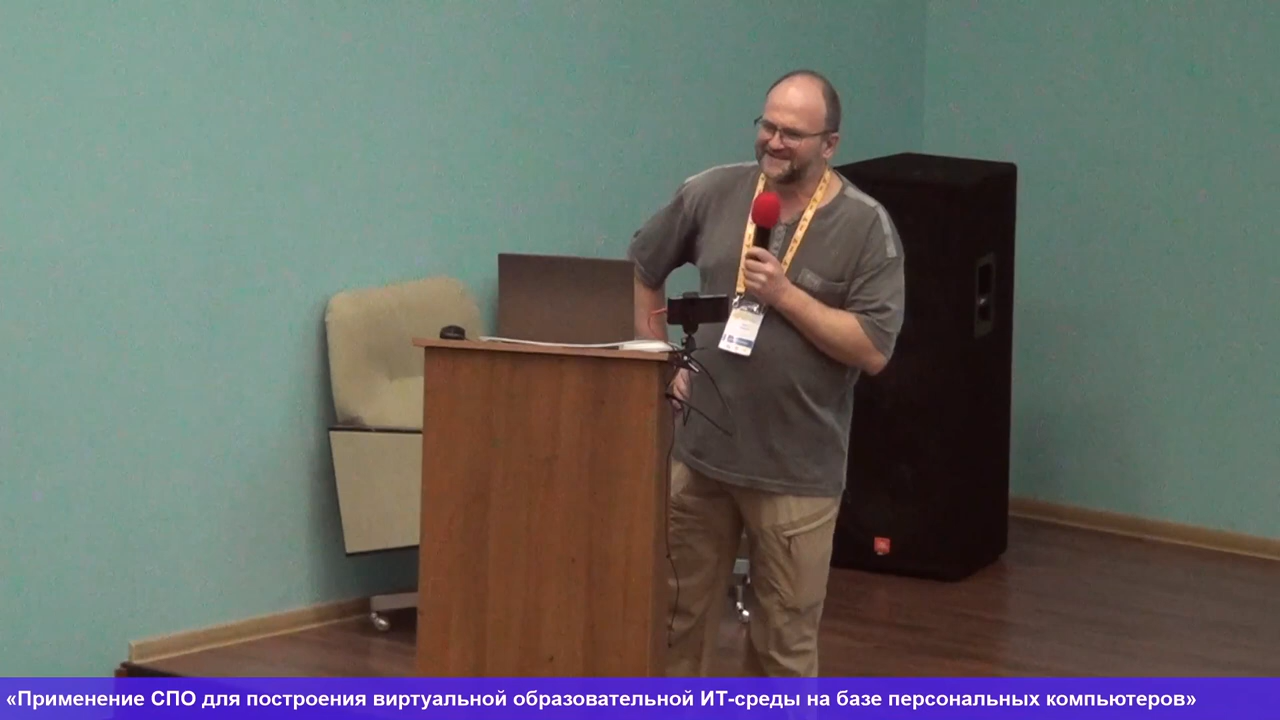 «Применение СПО для построения виртуальной образовательной ИТ-среды на базе персональных компьютеров»